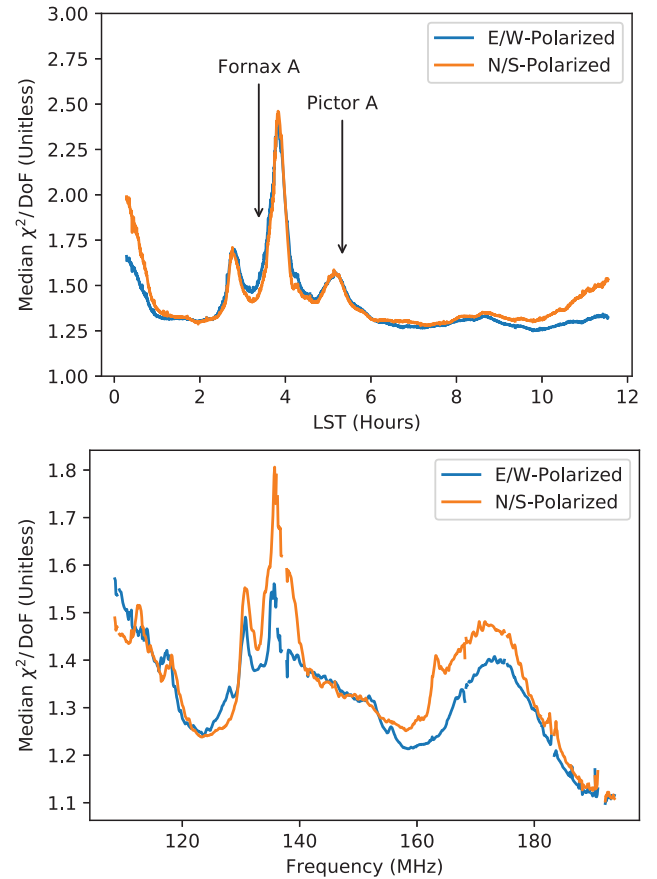 3.00
2.75
2.50
2.25
2.00
1.75
1.50
1.25
1.00
Median χ²/DoF (Unitless)
E/W-Polarized
N/S-Polarized
Fornax A
Pictor A
0 2 4 6 8 10 12
LST (Hours)
1.8
1.7
1.6
1.5
1.4
1.3
1.2
1.1
Median χ²/DoF (Unitless)
E/W-Polarized
N/S-Polarized
120 140 160 180
Frequency (MHz)